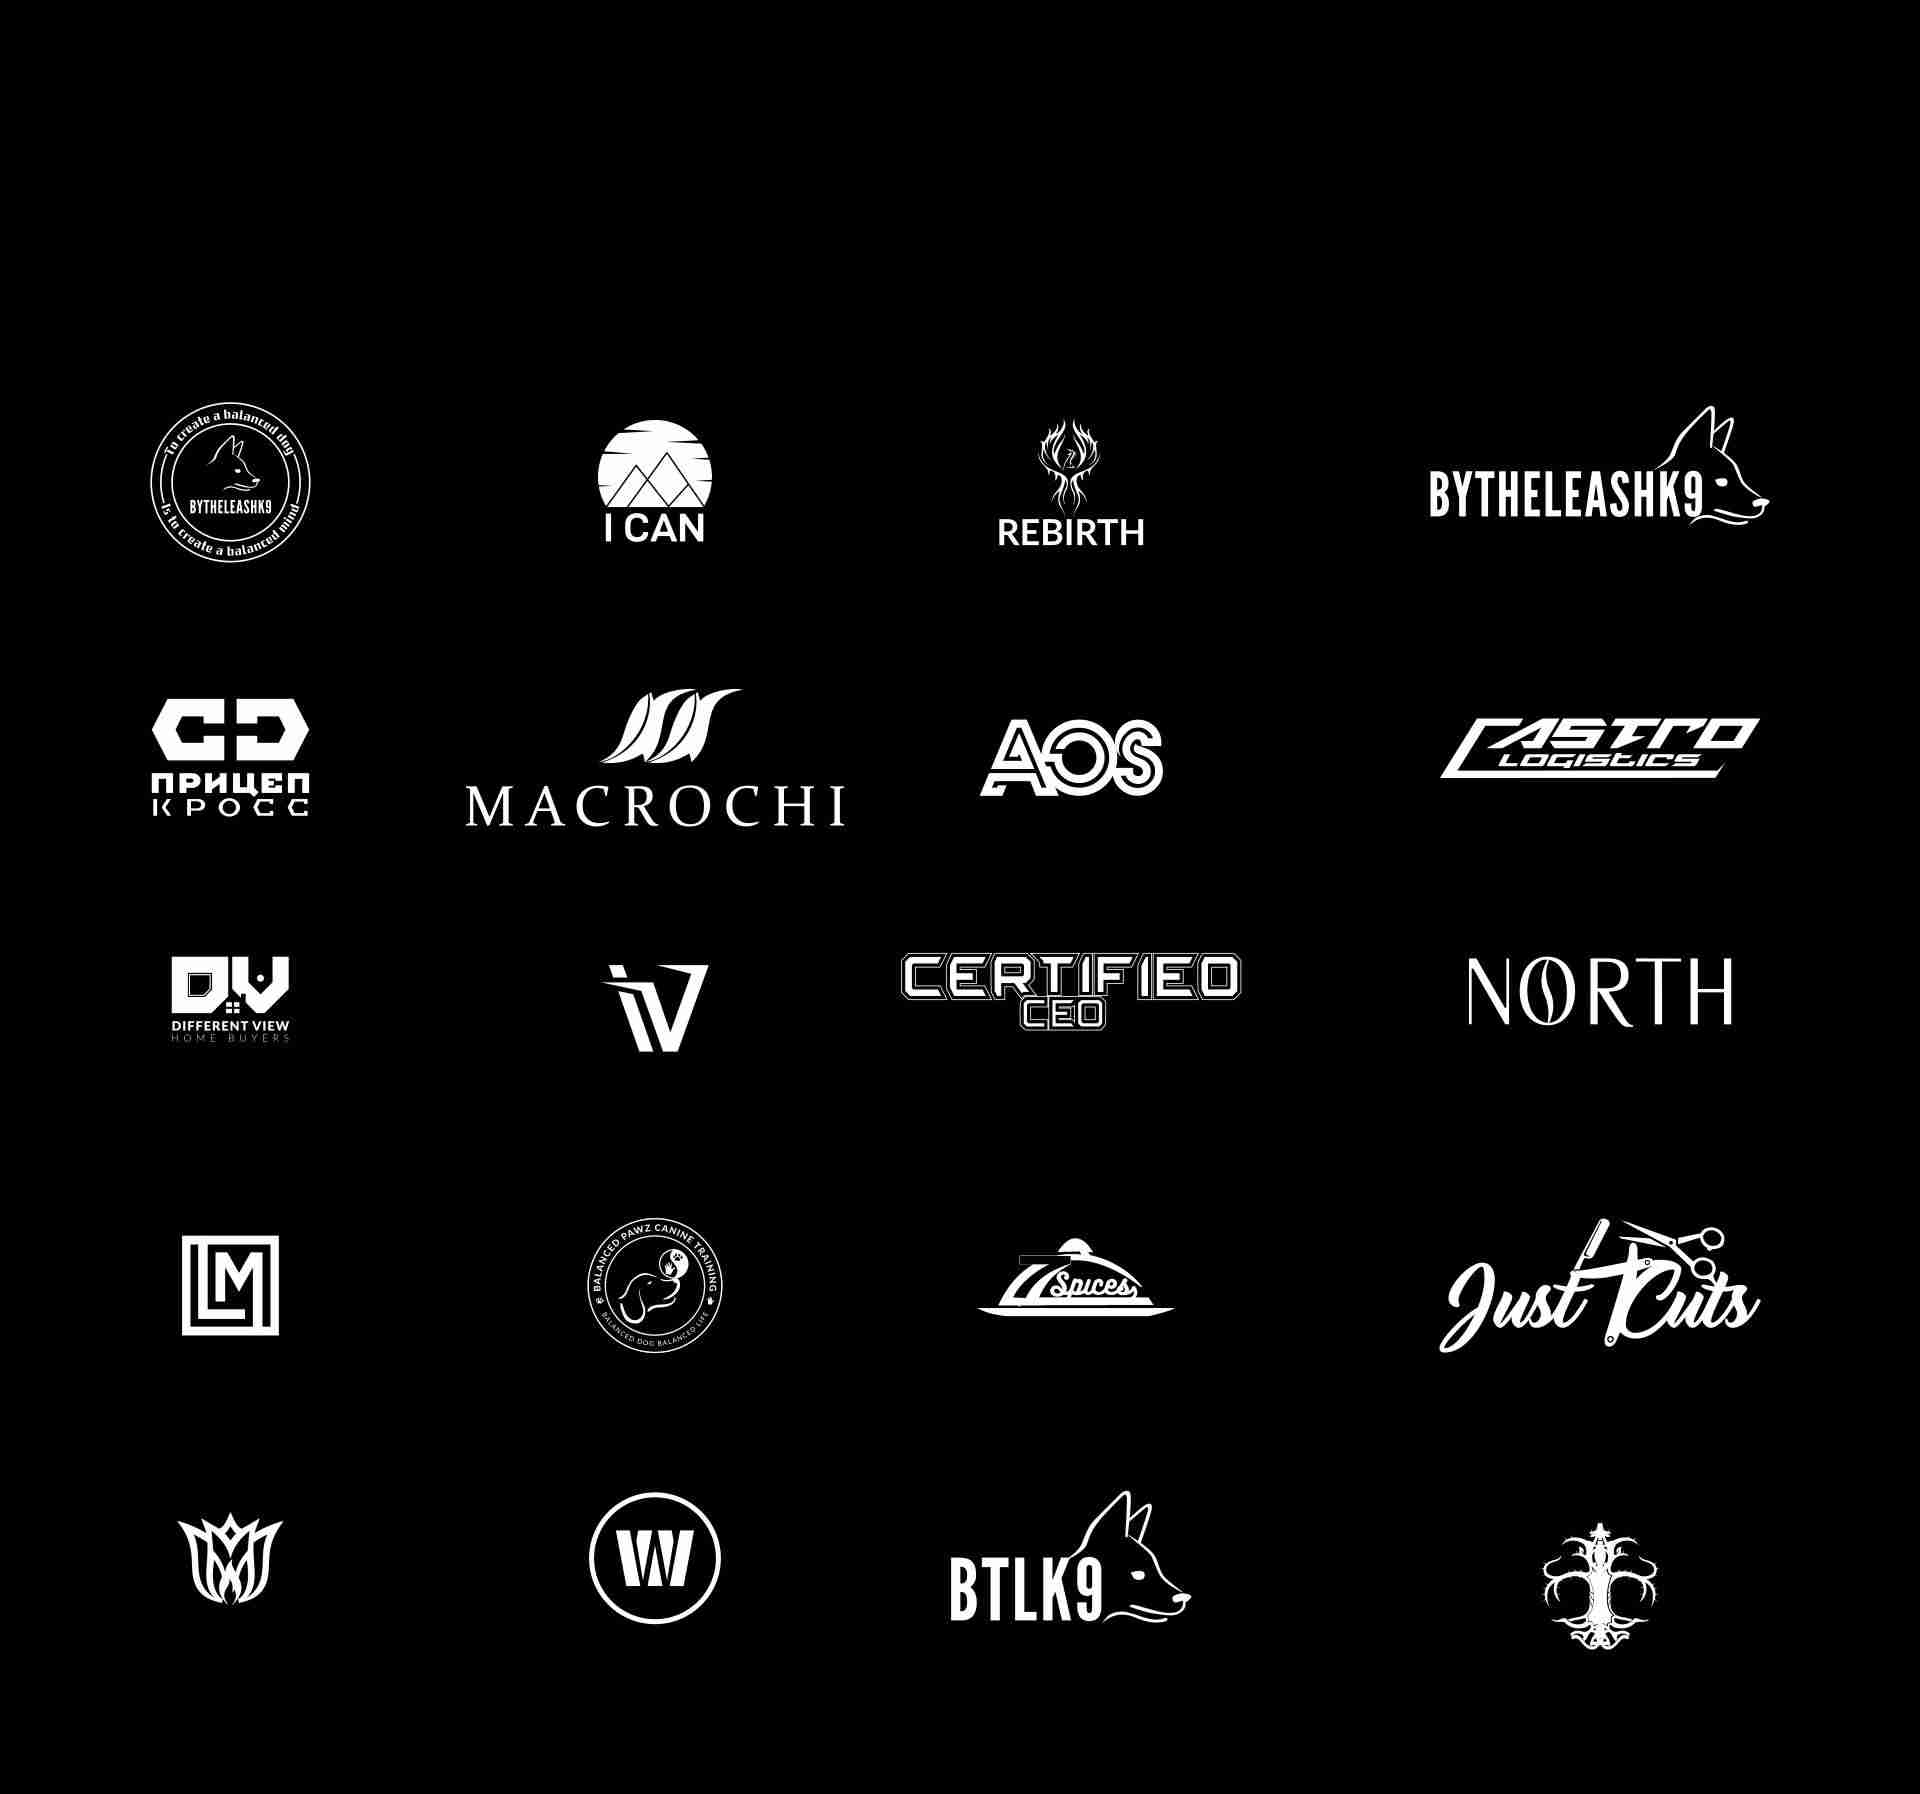 To create a balanced dog
BYTHELEASHK9
Is to create a balanced mind
I CAN
REBIRTH
BYTHELEASHK9
ПРИЦЕП
КРОСС
MACROCHI
AOS
CASTRO
LOGISTICS
DV
DIFFERENT VIEW
HOME BUYERS
IV
CERTIFIED
CEO
NORTH
LM
BALANCED PAWZ CANINE TRAINING
BALANCED DOG BALANCED LIFE
7 Spices
Just Cuts
W
BTLK9